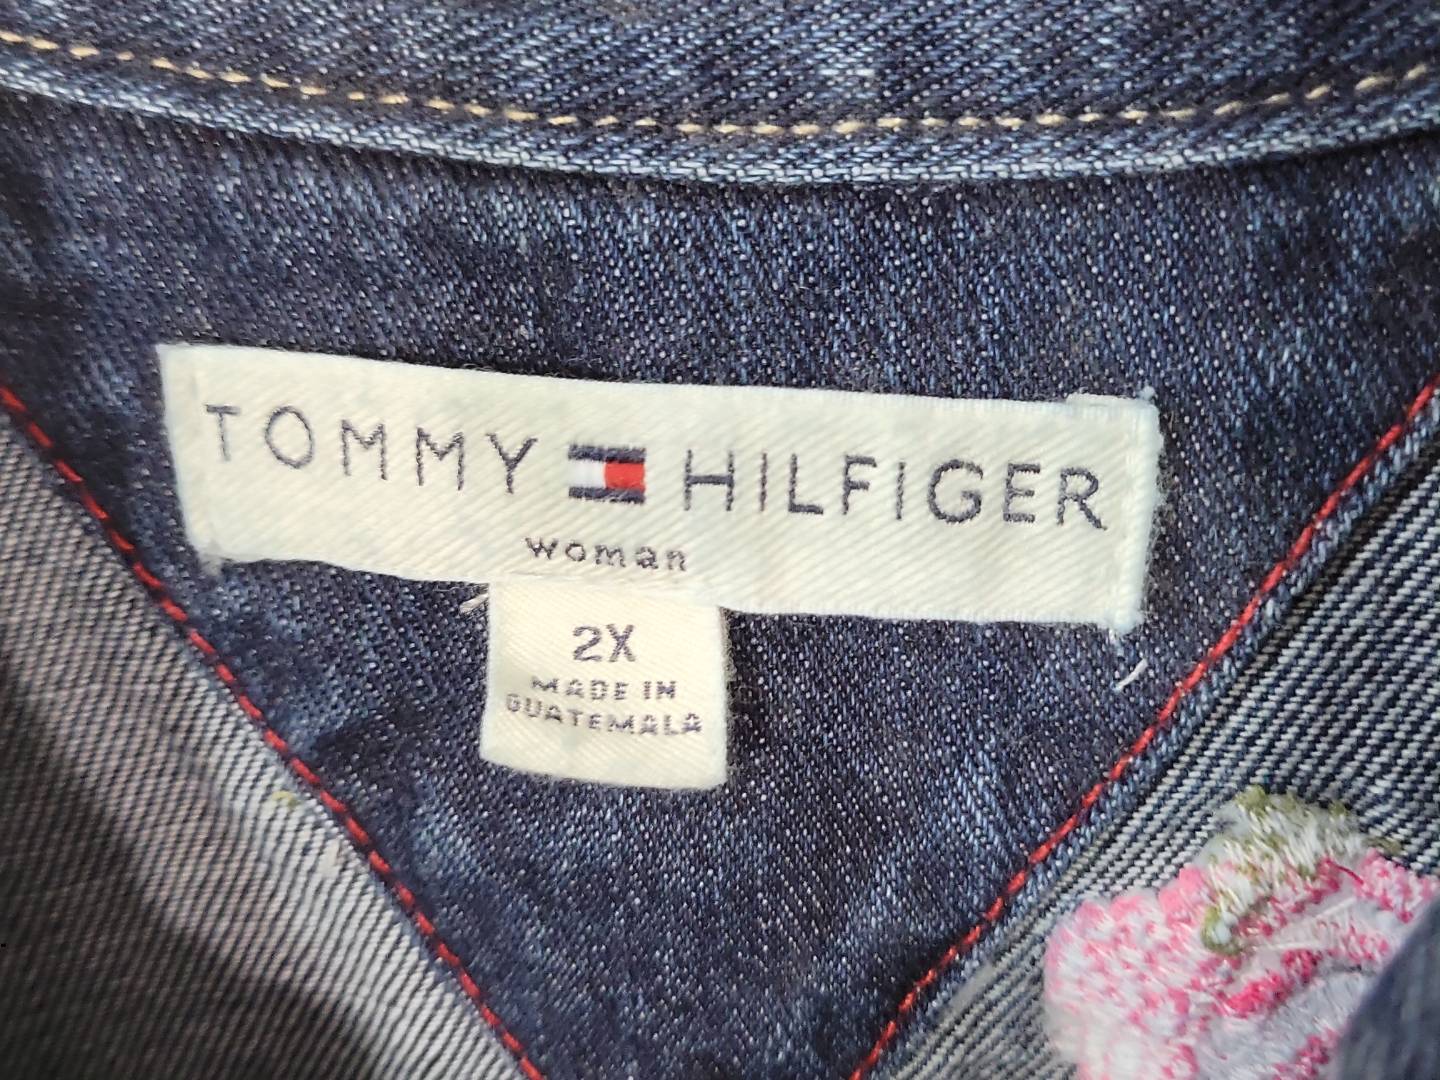 TOMMY HILFIGER
woman
2X
MADE IN
GUATEMALA